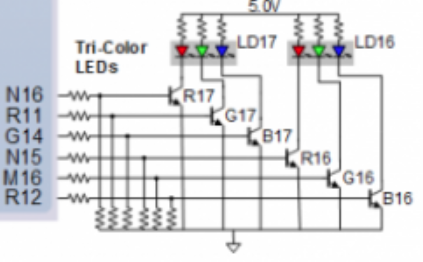 5.0V
Tri-Color
LEDs
LD17
LD16
N16
R17
R11
G17
G14
B17
N15
R16
M16
G16
R12
B16